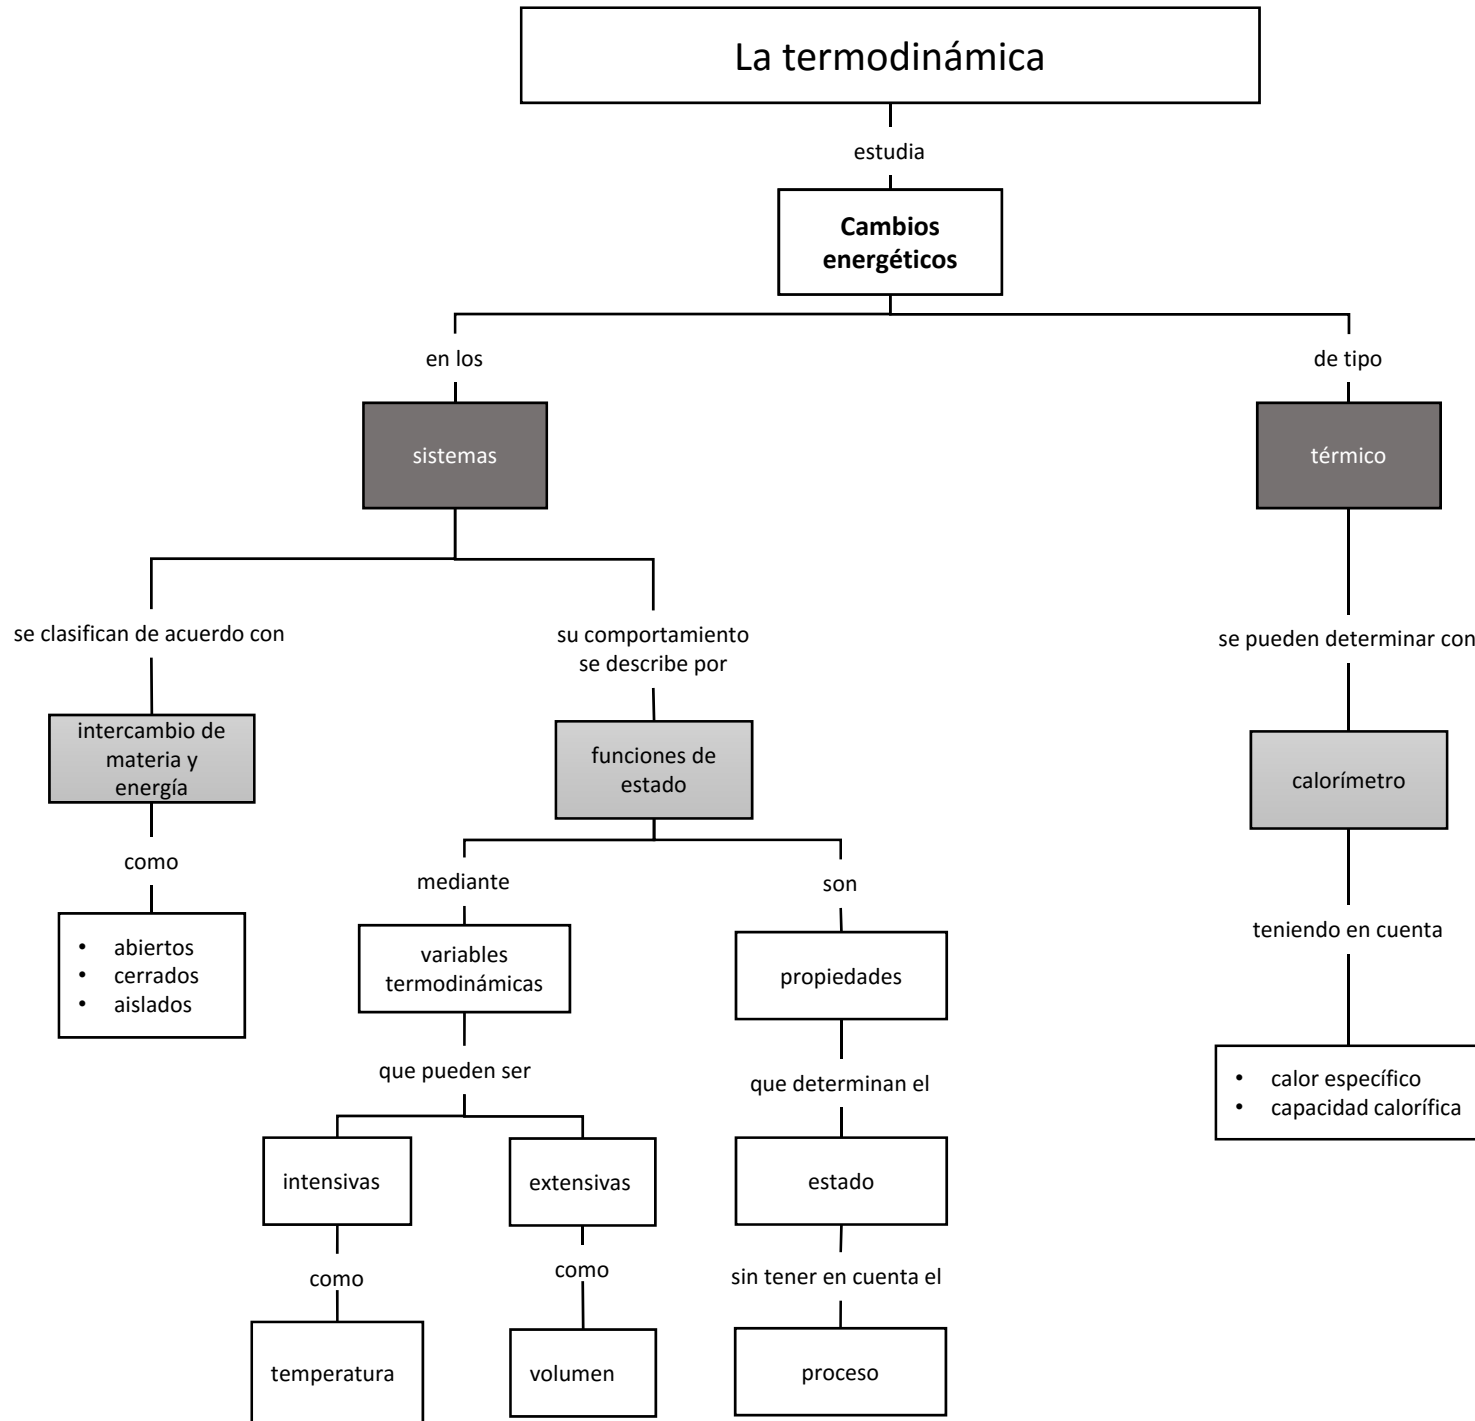 La termodinámica
estudia
Cambios
energéticos
en los
de tipo
sistemas
térmico
se clasifican de acuerdo con
su comportamiento
se describe por
se pueden determinar con
intercambio de
materia y
energía
funciones de
estado
calorímetro
como
mediante
son
teniendo en cuenta
• abiertos
• cerrados
• aislados
variables
termodinámicas
propiedades
que pueden ser
que determinan el
• calor específico
• capacidad calorífica
intensivas
extensivas
estado
como
como
sin tener en cuenta el
temperatura
volumen
proceso